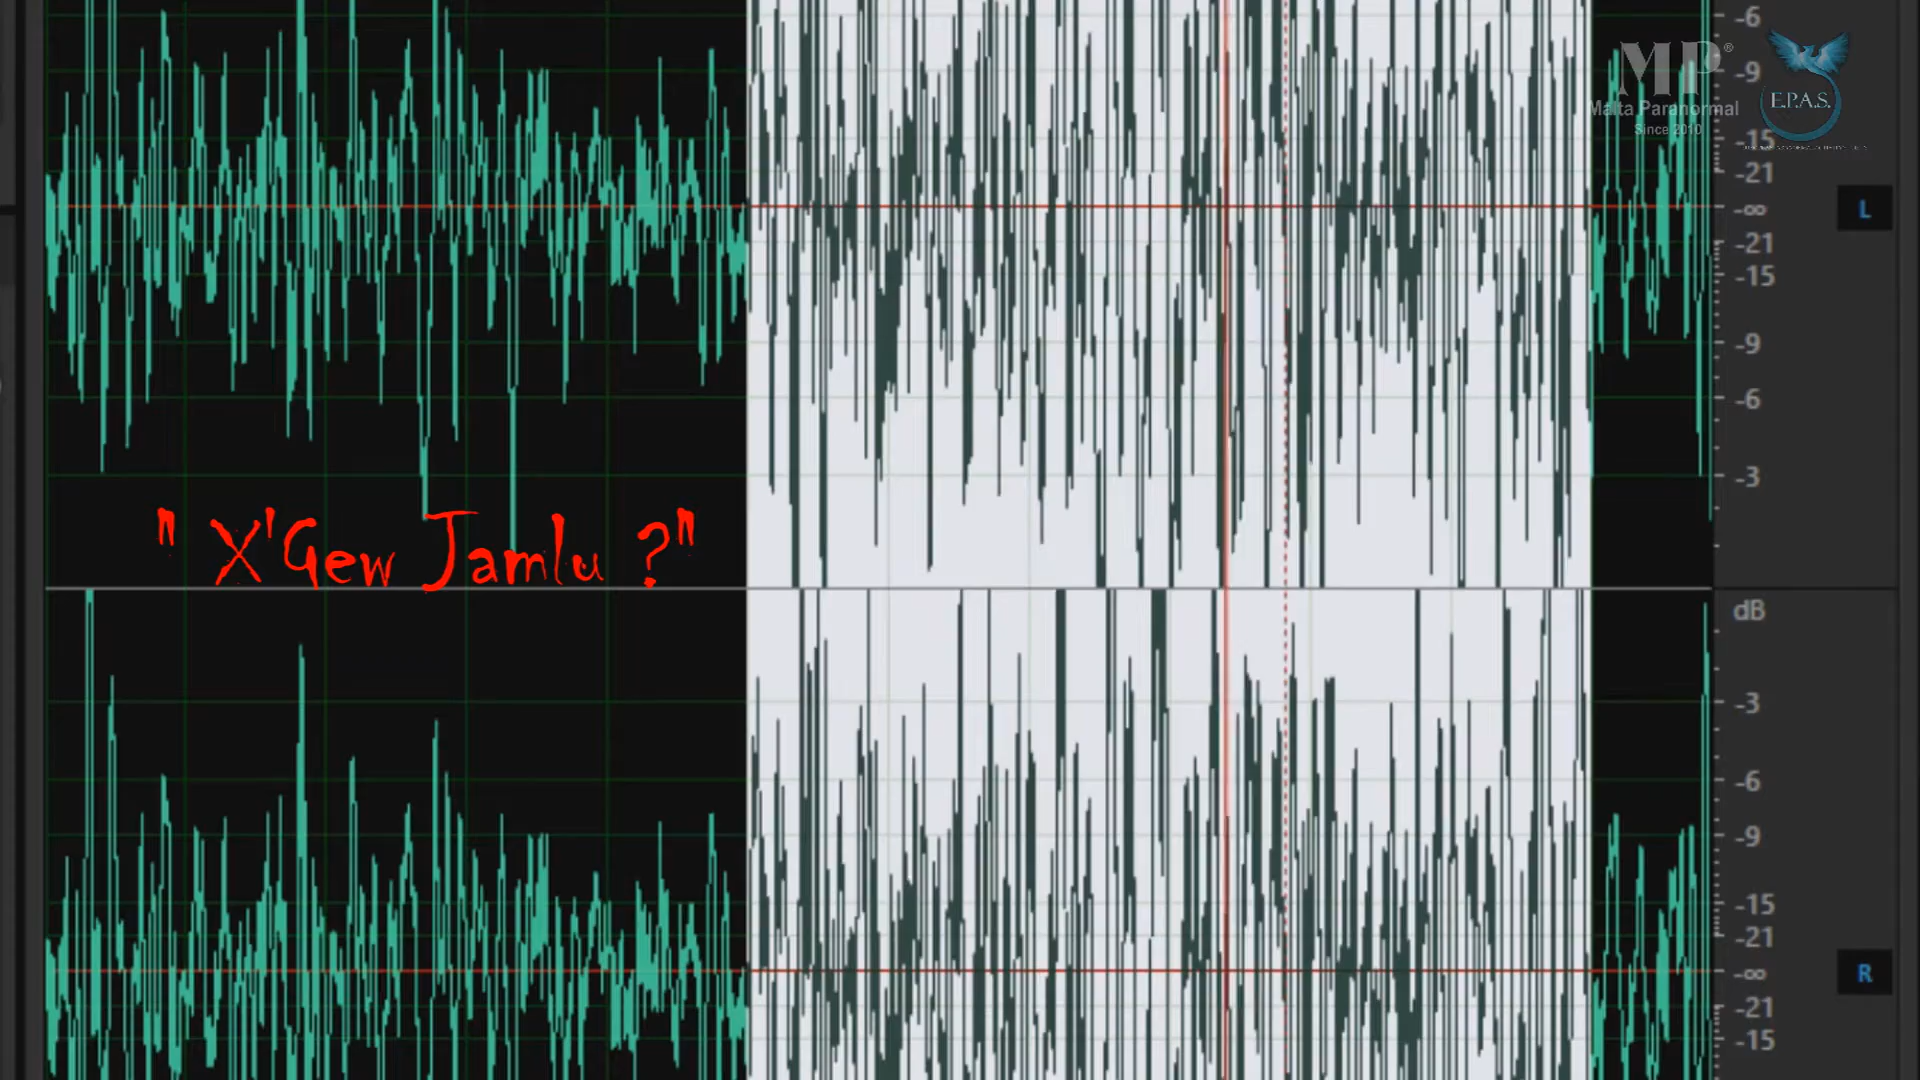 -6
-9
-15
-21
-∞
-21
-15
-9
-6
-3
MP®
Malta Paranormal
Since 2010
E.P.A.S.
L
" X'Gew Jamlu ?"
dB
-3
-6
-9
-15
-21
-∞
-21
-15
R